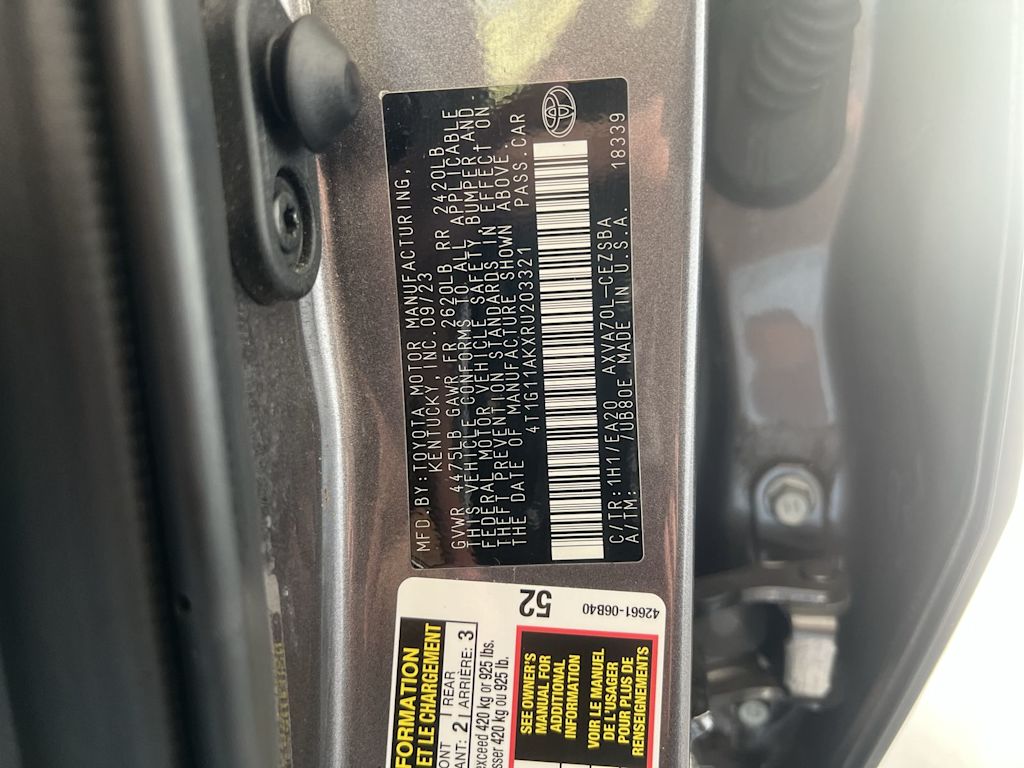 MFD.BY:TOYOTA MOTOR MANUFACTURING,
KENTUCKY, INC. 09/23
GVWR 4475LB GAWR FR 2620LB RR 2420LB
THIS VEHICLE CONFORMS TO ALL APPLICABLE
FEDERAL MOTOR VEHICLE SAFETY, BUMPER AND
THEFT PREVENTION STANDARDS IN EFFECT ON
THE DATE OF MANUFACTURE SHOWN ABOVE.
4T1G11AKXRU203321 PASS.CAR
C/TR:1H1/EA20 AXVA70L-CEZSBA 18339
A/TM: /UB80E MADE IN U.S.A.
FORMATION
ET LE CHARGEMENT
ONT 2 REAR 3
ANT: ARRIÈRE:
exceed 420 kg or 925 lbs.
sser 420 kg ou 925 lb.
SEE OWNER'S
MANUAL FOR
ADDITIONAL
INFORMATION
VOIR LE MANUEL
DE L'USAGER
POUR PLUS DE
RENSEIGNEMENTS
52
42661-06B40